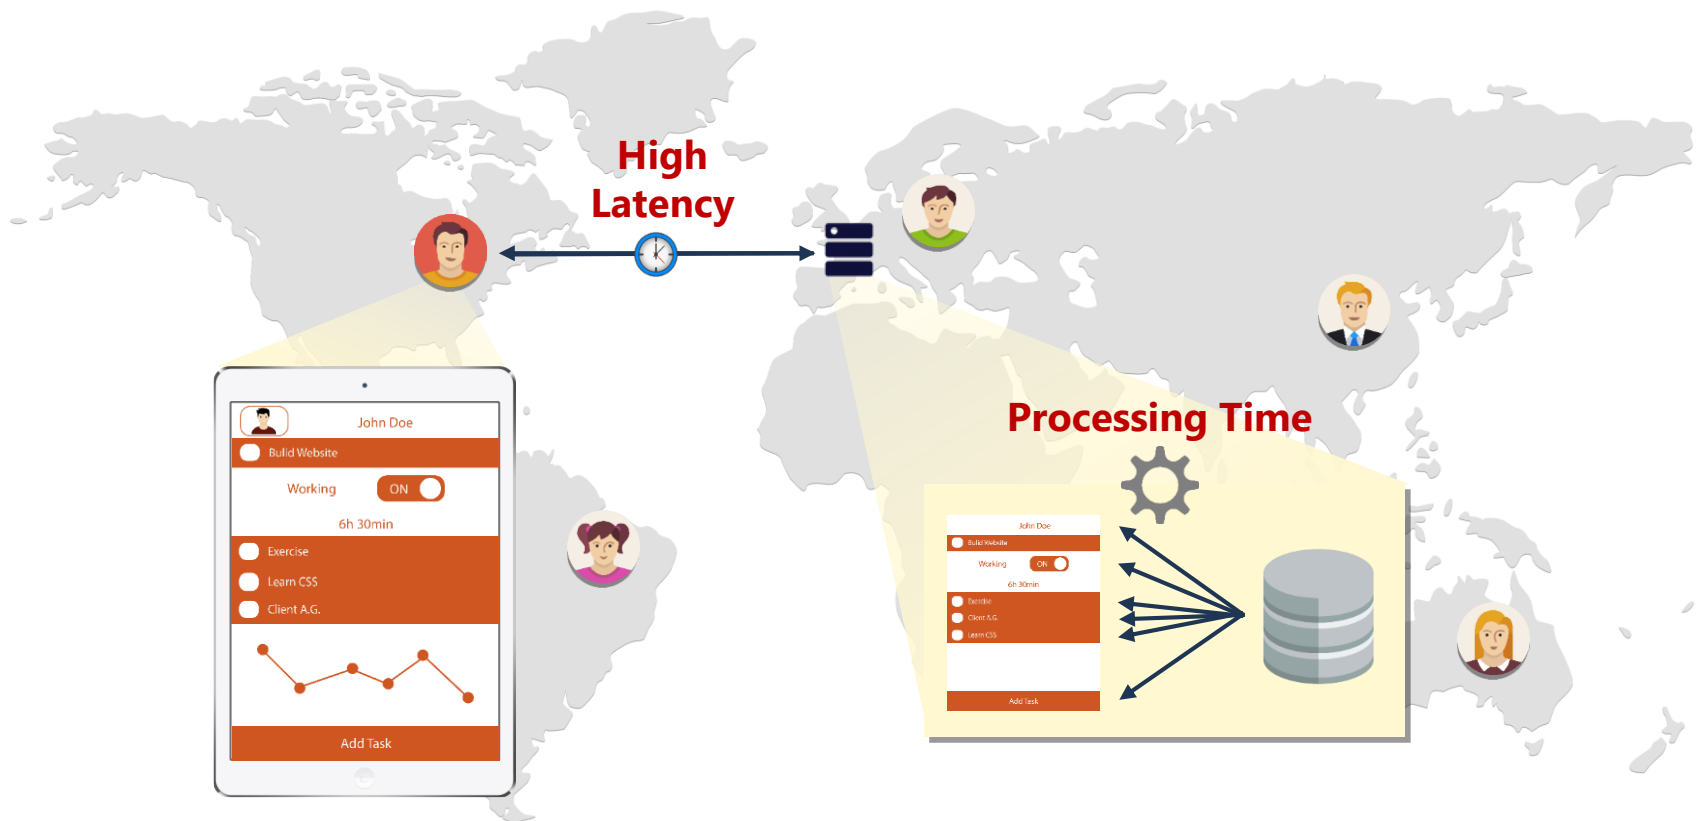 High
Latency
John Doe
Bulid Website
Working
ON
6h 30min
Exercise
Learn CSS
Client A.G.
Add Task
Processing Time
John Doe
Bulid Website
Working
ON
6h 30min
Exercise
Client A.G.
Learn CSS
Add Task